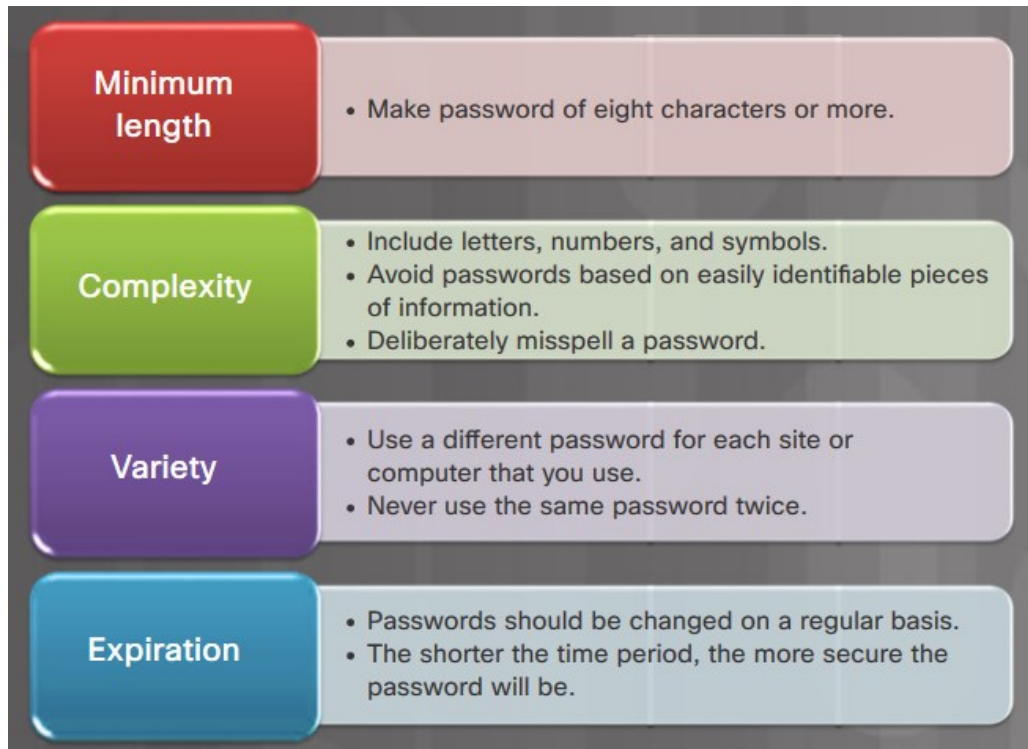 Minimum
length
• Make password of eight characters or more.
Complexity
• Include letters, numbers, and symbols.
• Avoid passwords based on easily identifiable pieces
of information.
• Deliberately misspell a password.
Variety
• Use a different password for each site or
computer that you use.
• Never use the same password twice.
Expiration
• Passwords should be changed on a regular basis.
• The shorter the time period, the more secure the
password will be.